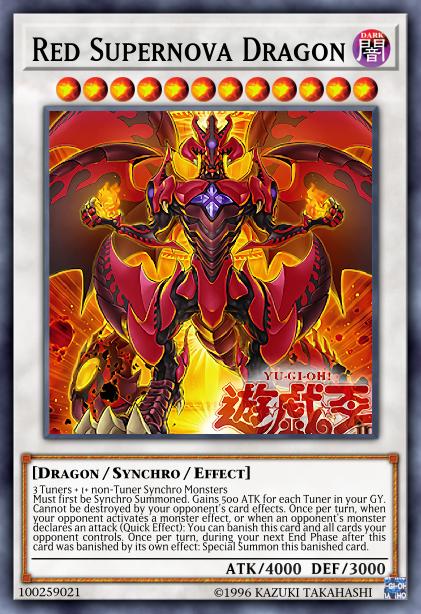 RED SUPERNOVA DRAGON
DARK
闇
YU-GI-OH!
遊戯王
[DRAGON / SYNCHRO / EFFECT]
3 Tuners + 1+ non-Tuner Synchro Monsters
Must first be Synchro Summoned. Gains 500 ATK for each Tuner in your GY.
Cannot be destroyed by your opponent's card effects. Once per turn, when
your opponent activates a monster effect, or when an opponent's monster
declares an attack (Quick Effect): You can banish this card and all cards your
opponent controls. Once per turn, during your next End Phase after this
card was banished by its own effect: Special Summon this banished card.
ATK/4000 DEF/3000
100259021
©1996 KAZUKI TAKAHASHI